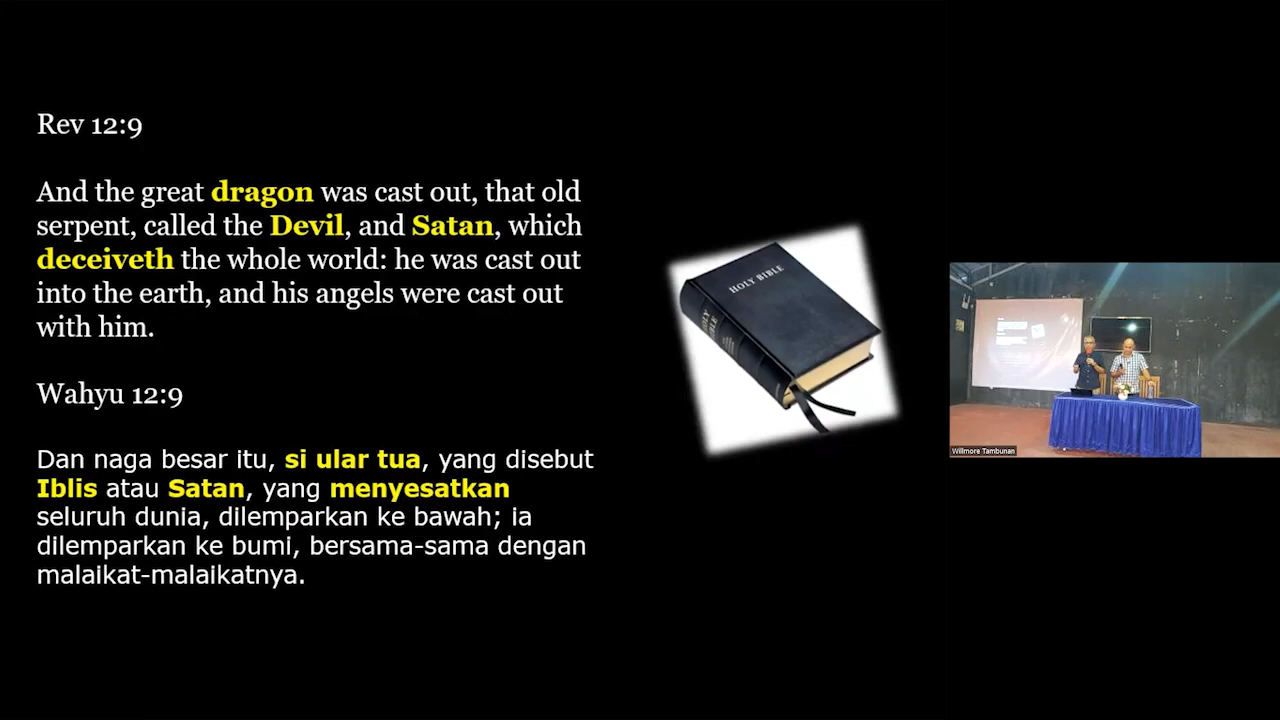 Rev 12:9
And the great dragon was cast out, that old
serpent, called the Devil, and Satan, which
deceiveth the whole world: he was cast out
into the earth, and his angels were cast out
with him.
Wahyu 12:9
Dan naga besar itu, si ular tua, yang disebut
Iblis atau Satan, yang menyesatkan
seluruh dunia, dilemparkan ke bawah; ia
dilemparkan ke bumi, bersama-sama dengan
malaikat-malaikatnya.
HOLY BIBLE
HOLY
BIBLE
Willmore Tambunan